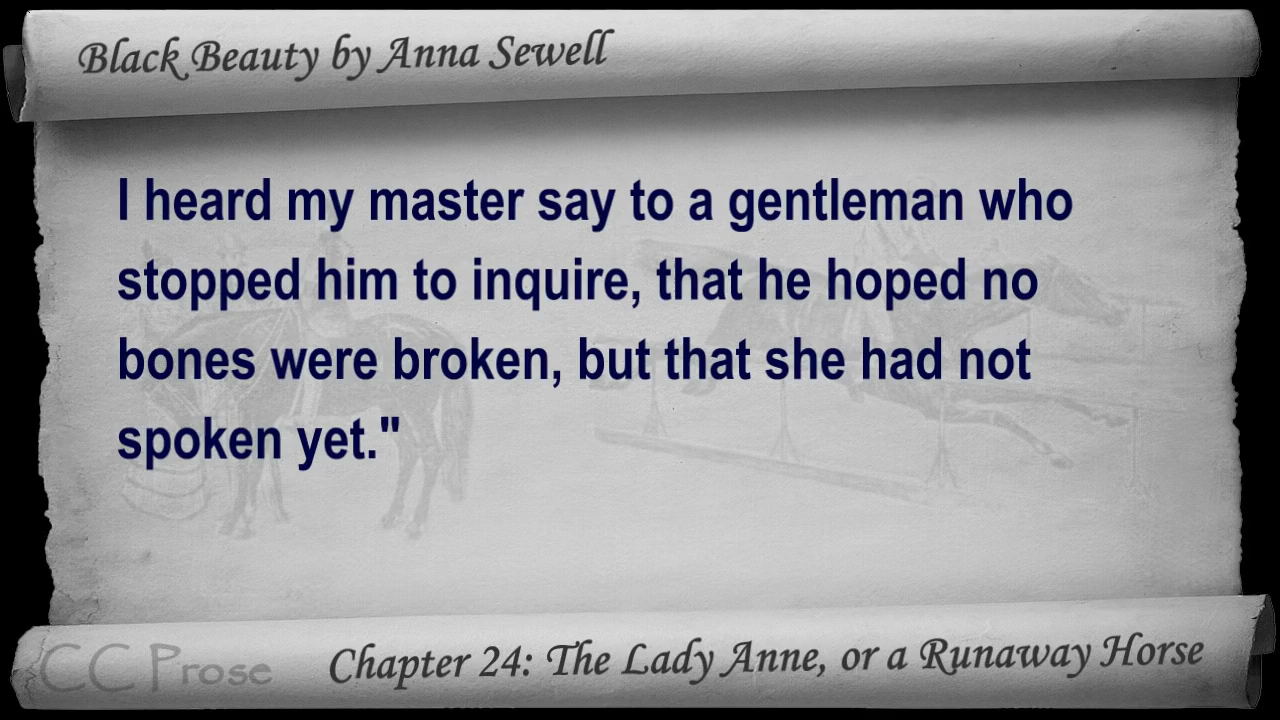 Black Beauty by Anna Sewell
I heard my master say to a gentleman who
stopped him to inquire, that he hoped no
bones were broken, but that she had not
spoken yet."
CC Prose
Chapter 24: The Lady Anne, or a Runaway Horse